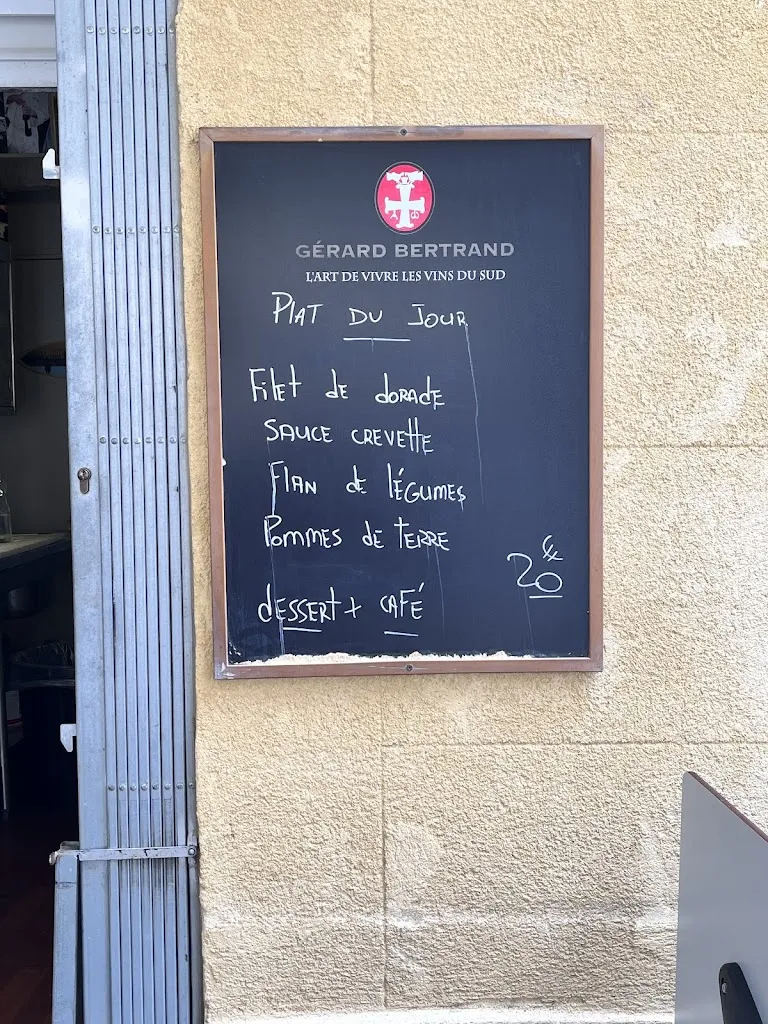 GÉRARD BERTRAND
L'ART DE VIVRE LES VINS DU SUD
PLAT DU JOUR
Filet de dorade
SAUCE CREVETTE
FLAN de LÉGUMES
Pommes de TERRE
20€
dESSERT + CAFÉ